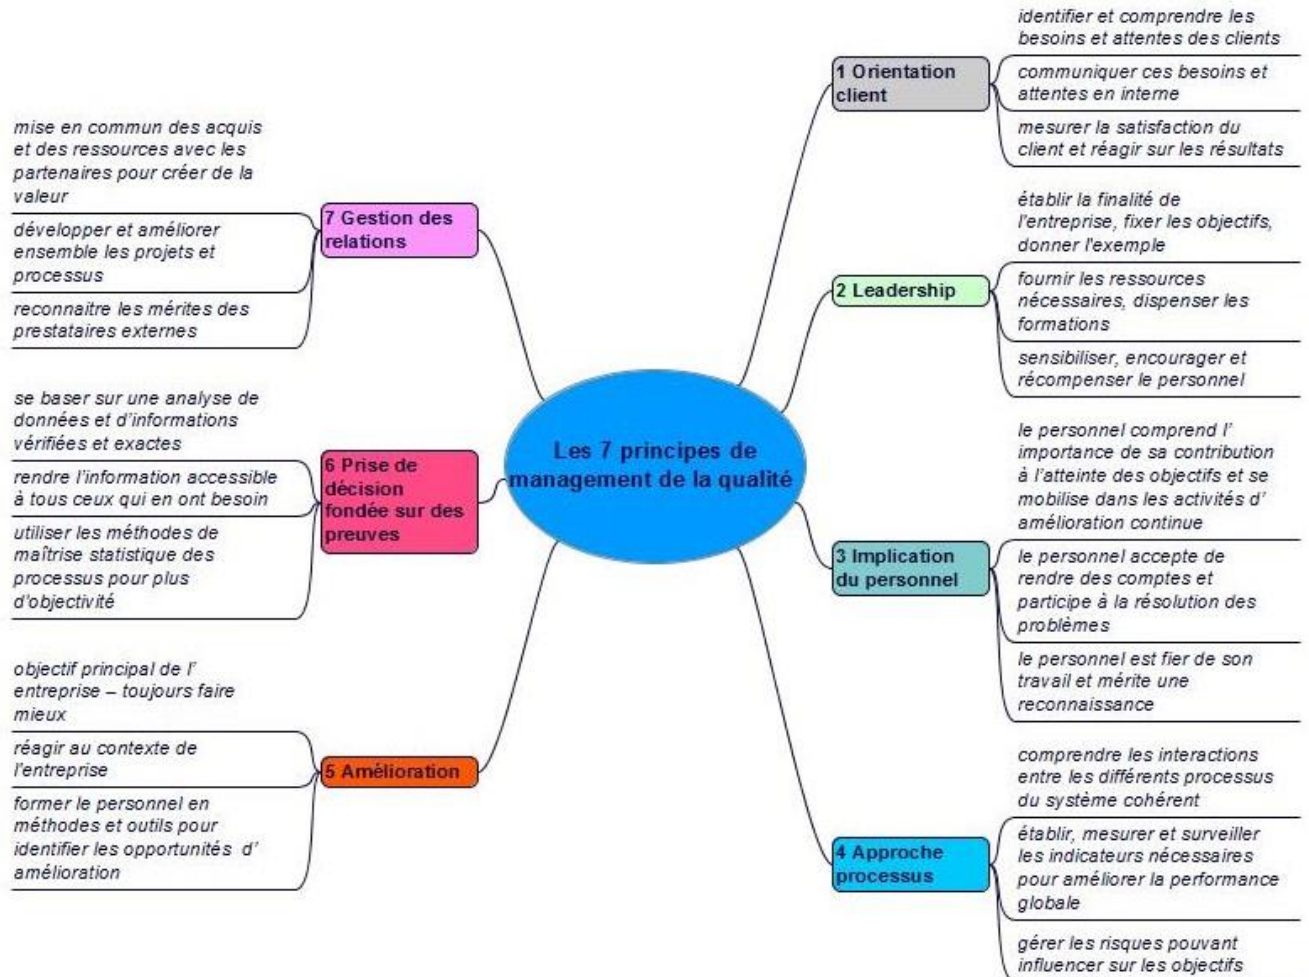 Les 7 principes de
management de la qualité
1 Orientation
client
identifier et comprendre les
besoins et attentes des clients
communiquer ces besoins et
attentes en interne
mesurer la satisfaction du
client et réagir sur les résultats
2 Leadership
établir la finalité de
l'entreprise, fixer les objectifs,
donner l'exemple
fournir les ressources
nécessaires, dispenser les
formations
sensibiliser, encourager et
récompenser le personnel
3 Implication
du personnel
le personnel comprend l’
importance de sa contribution
à l’atteinte des objectifs et se
mobilise dans les activités d’
amélioration continue
le personnel accepte de
rendre des comptes et
participe à la résolution des
problèmes
le personnel est fier de son
travail et mérite une
reconnaissance
4 Approche
processus
comprendre les interactions
entre les différents processus
du système cohérent
établir, mesurer et surveiller
les indicateurs nécessaires
pour améliorer la performance
globale
gérer les risques pouvant
influencer sur les objectifs
5 Amélioration
objectif principal de l’
entreprise – toujours faire
mieux
réagir au contexte de
l'entreprise
former le personnel en
méthodes et outils pour
identifier les opportunités d’
amélioration
6 Prise de
décision
fondée sur des
preuves
se baser sur une analyse de
données et d’informations
vérifiées et exactes
rendre l’information accessible
à tous ceux qui en ont besoin
utiliser les méthodes de
maîtrise statistique des
processus pour plus
d'objectivité
7 Gestion des
relations
mise en commun des acquis
et des ressources avec les
partenaires pour créer de la
valeur
développer et améliorer
ensemble les projets et
processus
reconnaitre les mérites des
prestataires externes